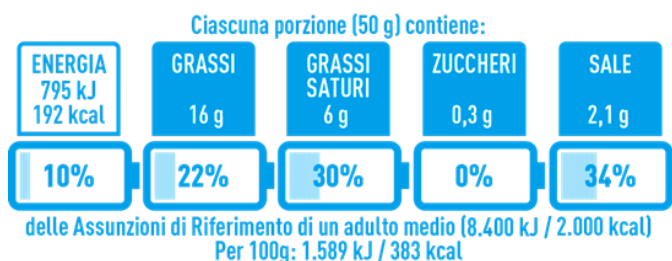 Ciascuna porzione (50 g) contiene:
ENERGIA
795 kJ
192 kcal
GRASSI
16 g
GRASSI
SATURI
6 g
ZUCCHERI
0,3 g
SALE
2,1 g
10%
22%
30%
0%
34%
delle Assunzioni di Riferimento di un adulto medio (8.400 kJ / 2.000 kcal)
Per 100g: 1.589 kJ / 383 kcal